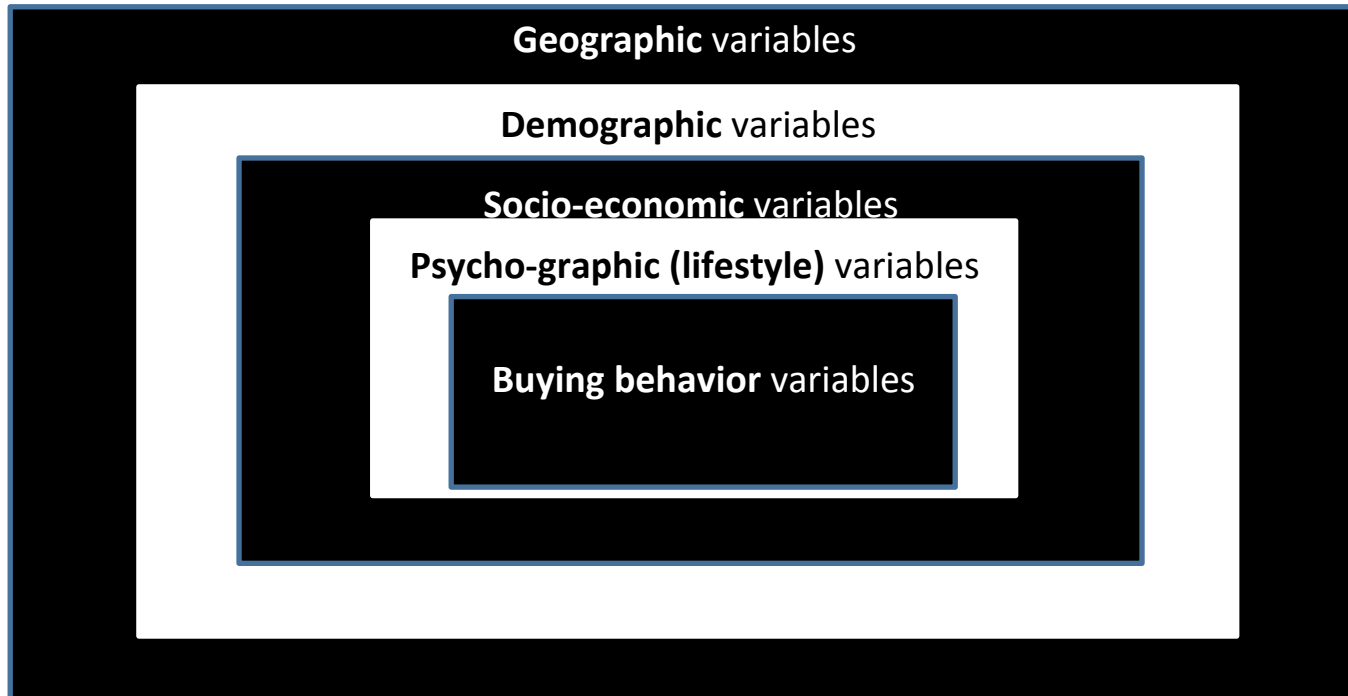 Geographic variables
Demographic variables
Socio-economic variables
Psycho-graphic (lifestyle) variables
Buying behavior variables